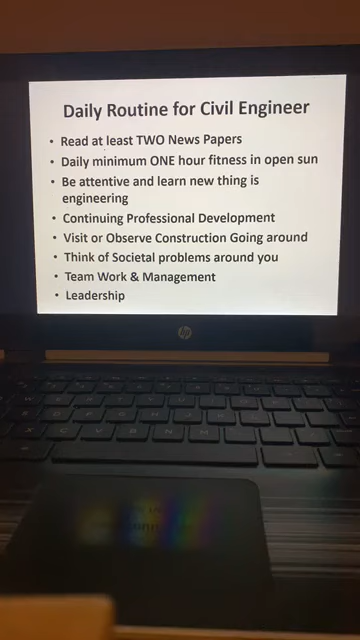 Daily Routine for Civil Engineer
• Read at least TWO News Papers
• Daily minimum ONE hour fitness in open sun
• Be attentive and learn new thing is
engineering
• Continuing Professional Development
• Visit or Observe Construction Going around
• Think of Societal problems around you
• Team Work & Management
• Leadership
hp